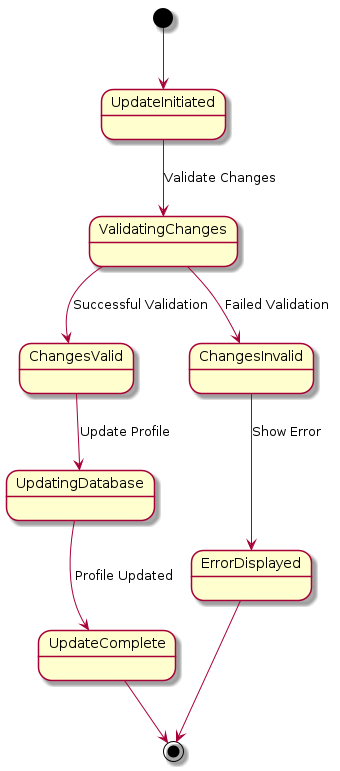 UpdateInitiated
Validate Changes
ValidatingChanges
Successful Validation
Failed Validation
ChangesValid
ChangesInvalid
Update Profile
Show Error
UpdatingDatabase
ErrorDisplayed
Profile Updated
UpdateComplete